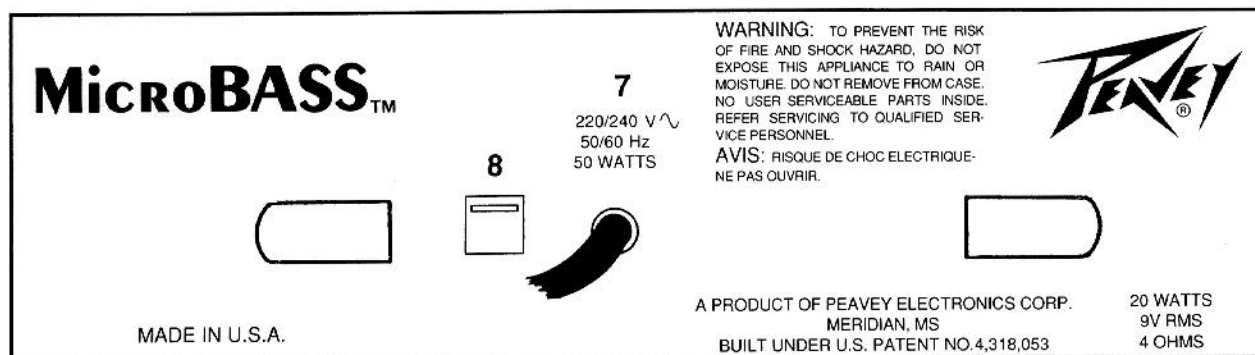 MicroBASS™
8
7
220/240 V
50/60 Hz
50 WATTS
WARNING: TO PREVENT THE RISK
OF FIRE AND SHOCK HAZARD, DO NOT
EXPOSE THIS APPLIANCE TO RAIN OR
MOISTURE. DO NOT REMOVE FROM CASE.
NO USER SERVICEABLE PARTS INSIDE.
REFER SERVICING TO QUALIFIED SER-
VICE PERSONNEL.
AVIS: RISQUE DE CHOC ELECTRIQUE-
NE PAS OUVRIR.
PEAVEY®
MADE IN U.S.A.
A PRODUCT OF PEAVEY ELECTRONICS CORP.
MERIDIAN, MS
BUILT UNDER U.S. PATENT NO.4,318,053
20 WATTS
9V RMS
4 OHMS